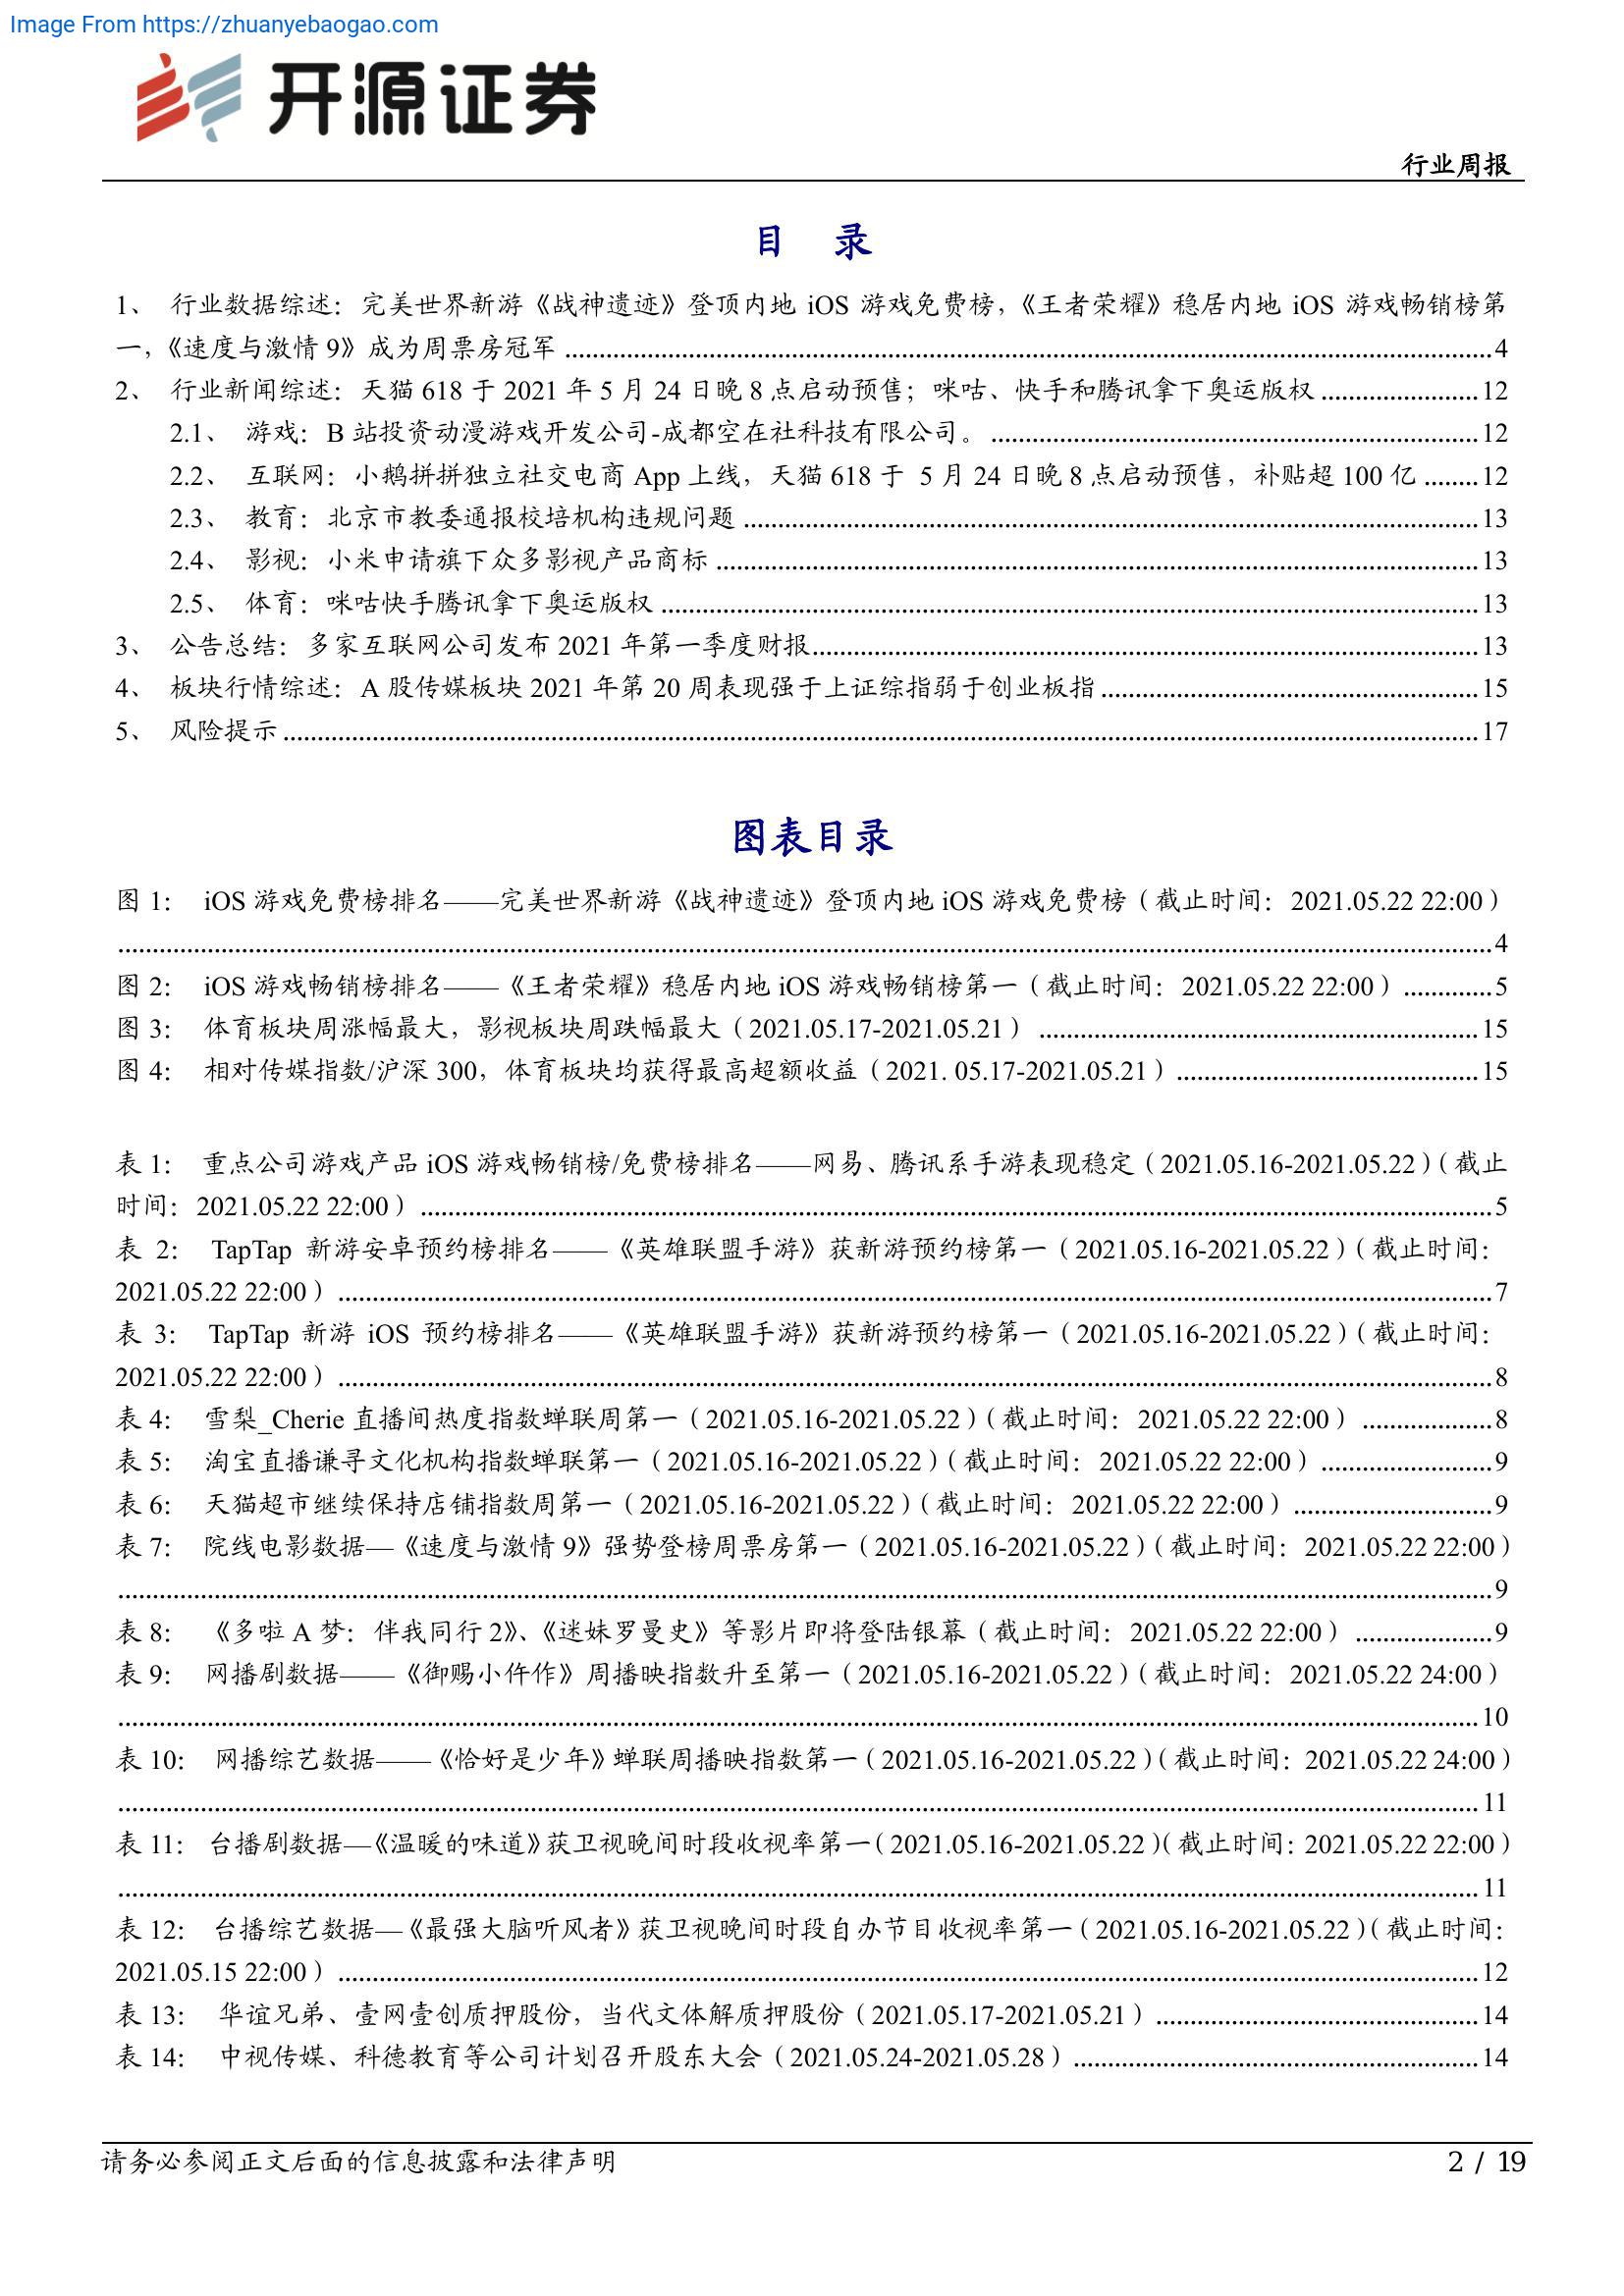 Image From https://zhuanyebaogao.com
开源证券
行业周报
目 录
1、 行业数据综述：完美世界新游《战神遗迹》登顶内地 iOS 游戏免费榜，《王者荣耀》稳居内地 iOS 游戏畅销榜第
一，《速度与激情 9》成为周票房冠军 ........ 4
2、 行业新闻综述：天猫 618 于 2021 年 5 月 24 日晚 8 点启动预售；咪咕、快手和腾讯拿下奥运版权 ........ 12
2.1、 游戏：B 站投资动漫游戏开发公司-成都空在社科技有限公司。 ........ 12
2.2、 互联网：小鹅拼拼独立社交电商 App 上线，天猫 618 于 5 月 24 日晚 8 点启动预售，补贴超 100 亿 ........ 12
2.3、 教育：北京市教委通报校培机构违规问题 ........ 13
2.4、 影视：小米申请旗下众多影视产品商标 ........ 13
2.5、 体育：咪咕快手腾讯拿下奥运版权 ........ 13
3、 公告总结：多家互联网公司发布 2021 年第一季度财报 ........ 13
4、 板块行情综述：A 股传媒板块 2021 年第 20 周表现强于上证综指弱于创业板指 ........ 15
5、 风险提示 ........ 17
图表目录
图 1： iOS 游戏免费榜排名——完美世界新游《战神遗迹》登顶内地 iOS 游戏免费榜（截止时间：2021.05.22 22:00）
........ 4
图 2： iOS 游戏畅销榜排名——《王者荣耀》稳居内地 iOS 游戏畅销榜第一（截止时间：2021.05.22 22:00） ........ 5
图 3： 体育板块周涨幅最大，影视板块周跌幅最大（2021.05.17-2021.05.21） ........ 15
图 4： 相对传媒指数/沪深 300，体育板块均获得最高超额收益（2021. 05.17-2021.05.21） ........ 15
表 1： 重点公司游戏产品 iOS 游戏畅销榜/免费榜排名——网易、腾讯系手游表现稳定（2021.05.16-2021.05.22）（截止
时间：2021.05.22 22:00） ........ 5
表 2： TapTap 新游安卓预约榜排名——《英雄联盟手游》获新游预约榜第一（2021.05.16-2021.05.22）（截止时间：
2021.05.22 22:00） ........ 7
表 3： TapTap 新游 iOS 预约榜排名——《英雄联盟手游》获新游预约榜第一（2021.05.16-2021.05.22）（截止时间：
2021.05.22 22:00） ........ 8
表 4： 雪梨_Cherie 直播间热度指数蝉联周第一（2021.05.16-2021.05.22）（截止时间：2021.05.22 22:00） ........ 8
表 5： 淘宝直播谦寻文化机构指数蝉联第一（2021.05.16-2021.05.22）（截止时间：2021.05.22 22:00） ........ 9
表 6： 天猫超市继续保持店铺指数周第一（2021.05.16-2021.05.22）（截止时间：2021.05.22 22:00） ........ 9
表 7： 院线电影数据—《速度与激情 9》强势登榜周票房第一（2021.05.16-2021.05.22）（截止时间：2021.05.22 22:00）
........ 9
表 8： 《多啦 A 梦：伴我同行 2》、《迷妹罗曼史》等影片即将登陆银幕（截止时间：2021.05.22 22:00） ........ 9
表 9： 网播剧数据——《御赐小仵作》周播映指数升至第一（2021.05.16-2021.05.22）（截止时间：2021.05.22 24:00）
........ 10
表 10： 网播综艺数据——《恰好是少年》蝉联周播映指数第一（2021.05.16-2021.05.22）（截止时间：2021.05.22 24:00）
........ 11
表 11： 台播剧数据—《温暖的味道》获卫视晚间时段收视率第一（2021.05.16-2021.05.22）（截止时间：2021.05.22 22:00）
........ 11
表 12： 台播综艺数据—《最强大脑听风者》获卫视晚间时段自办节目收视率第一（2021.05.16-2021.05.22）（截止时间：
2021.05.15 22:00） ........ 12
表 13： 华谊兄弟、壹网壹创质押股份，当代文体解质押股份（2021.05.17-2021.05.21） ........ 14
表 14： 中视传媒、科德教育等公司计划召开股东大会（2021.05.24-2021.05.28） ........ 14
请务必参阅正文后面的信息披露和法律声明
2 / 19